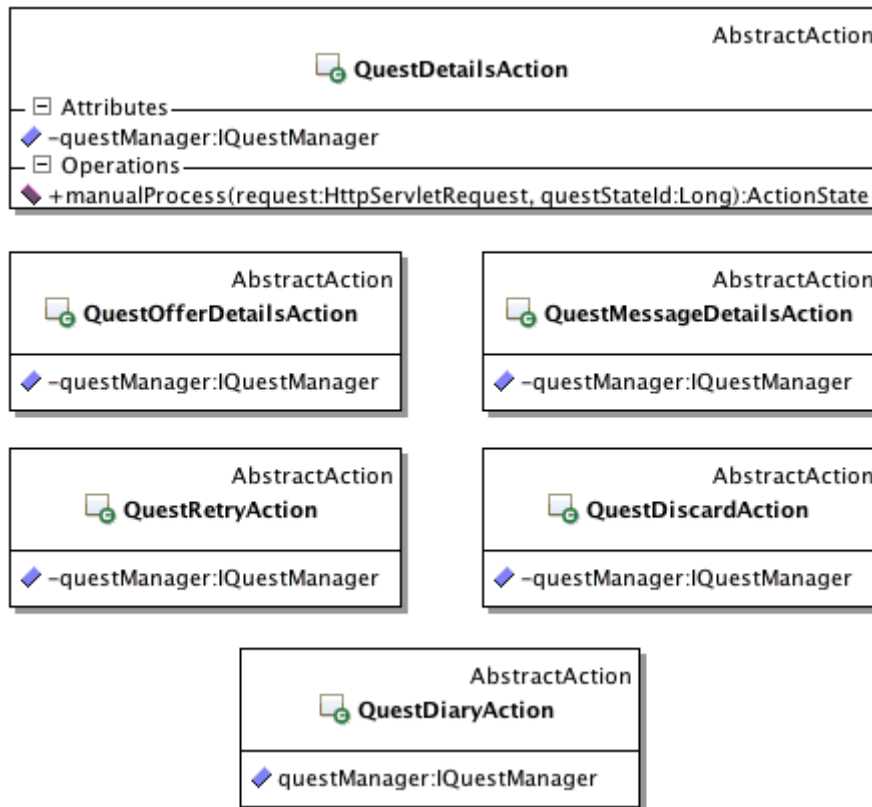 AbstractAction
QuestDetailsAction
Attributes
-questManager:IQuestManager
Operations
+manualProcess(request:HttpServletRequest, questStateId:Long):ActionState
AbstractAction
QuestOfferDetailsAction
-questManager:IQuestManager
AbstractAction
QuestMessageDetailsAction
-questManager:IQuestManager
AbstractAction
QuestRetryAction
-questManager:IQuestManager
AbstractAction
QuestDiscardAction
-questManager:IQuestManager
AbstractAction
QuestDiaryAction
questManager:IQuestManager